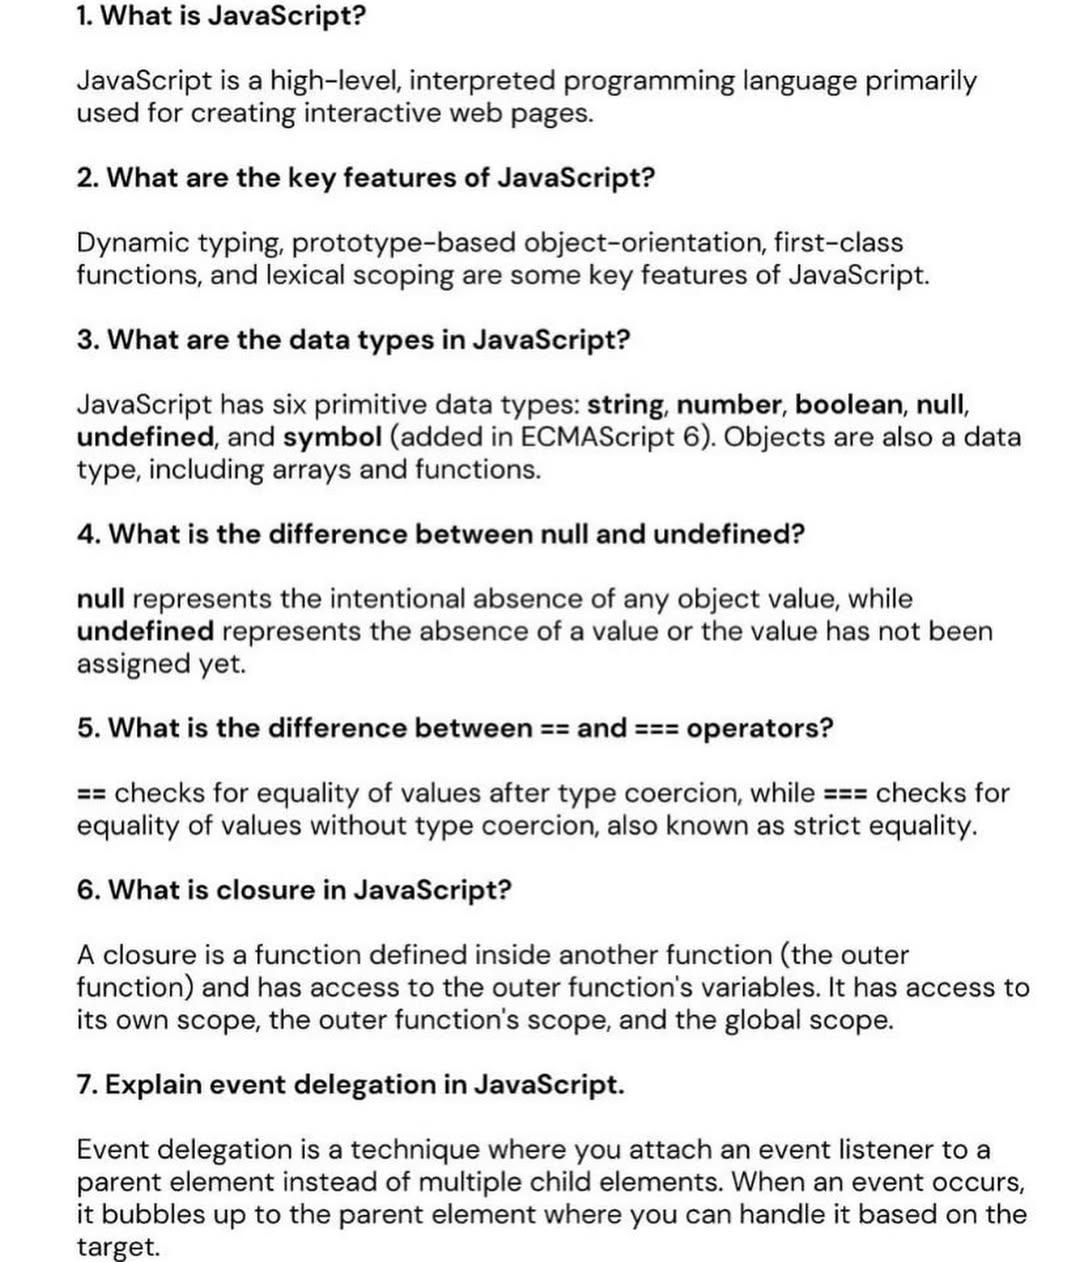 1. What is JavaScript?
JavaScript is a high-level, interpreted programming language primarily
used for creating interactive web pages.
2. What are the key features of JavaScript?
Dynamic typing, prototype-based object-orientation, first-class
functions, and lexical scoping are some key features of JavaScript.
3. What are the data types in JavaScript?
JavaScript has six primitive data types: string, number, boolean, null,
undefined, and symbol (added in ECMAScript 6). Objects are also a data
type, including arrays and functions.
4. What is the difference between null and undefined?
null represents the intentional absence of any object value, while
undefined represents the absence of a value or the value has not been
assigned yet.
5. What is the difference between == and === operators?
== checks for equality of values after type coercion, while === checks for
equality of values without type coercion, also known as strict equality.
6. What is closure in JavaScript?
A closure is a function defined inside another function (the outer
function) and has access to the outer function's variables. It has access to
its own scope, the outer function's scope, and the global scope.
7. Explain event delegation in JavaScript.
Event delegation is a technique where you attach an event listener to a
parent element instead of multiple child elements. When an event occurs,
it bubbles up to the parent element where you can handle it based on the
target.